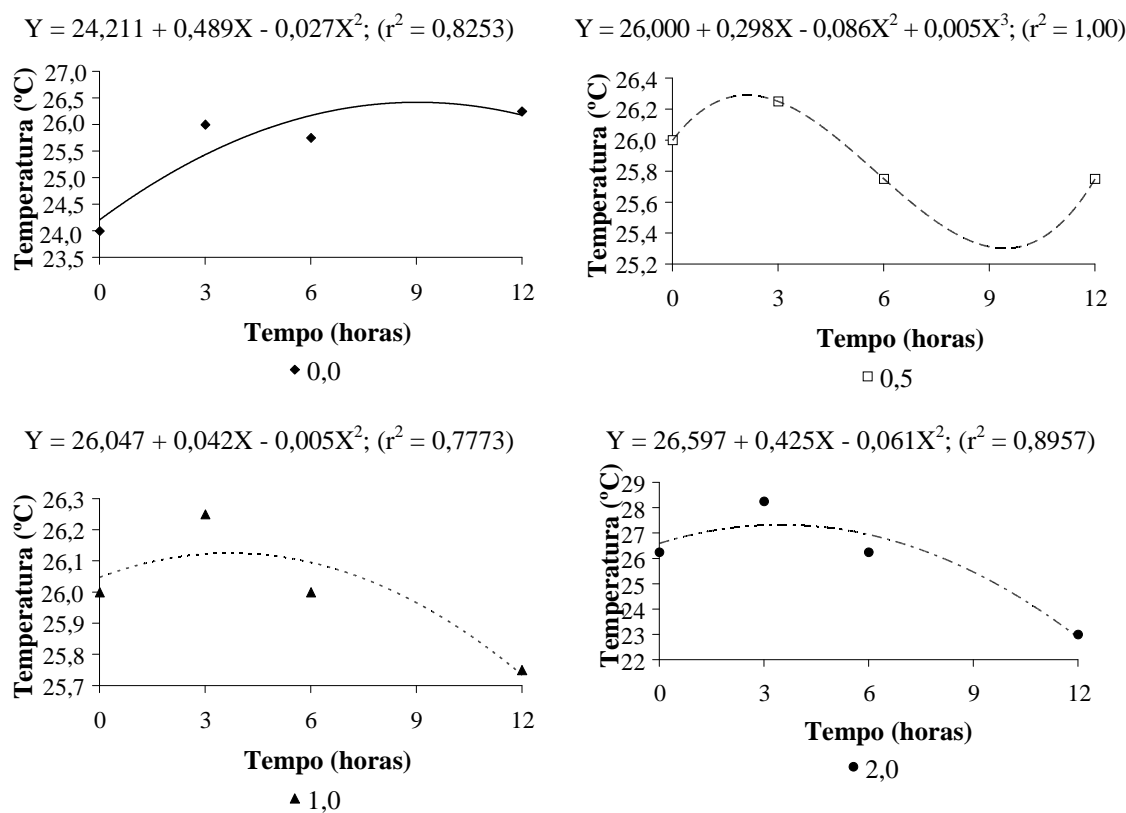 Y = 24,211 + 0,489X - 0,027X²; (r² = 0,8253)
Temperatura (ºC)
27,0
26,5
26,0
25,5
25,0
24,5
24,0
23,5
0 3 6 9 12
Tempo (horas)
0,0
Y = 26,000 + 0,298X - 0,086X² + 0,005X³; (r² = 1,00)
Temperatura (ºC)
26,4
26,2
26,0
25,8
25,6
25,4
25,2
0 3 6 9 12
Tempo (horas)
0,5
Y = 26,047 + 0,042X - 0,005X²; (r² = 0,7773)
Temperatura (ºC)
26,3
26,2
26,1
26,0
25,9
25,8
25,7
0 3 6 9 12
Tempo (horas)
1,0
Y = 26,597 + 0,425X - 0,061X²; (r² = 0,8957)
Temperatura (ºC)
29
28
27
26
25
24
23
22
0 3 6 9 12
Tempo (horas)
2,0